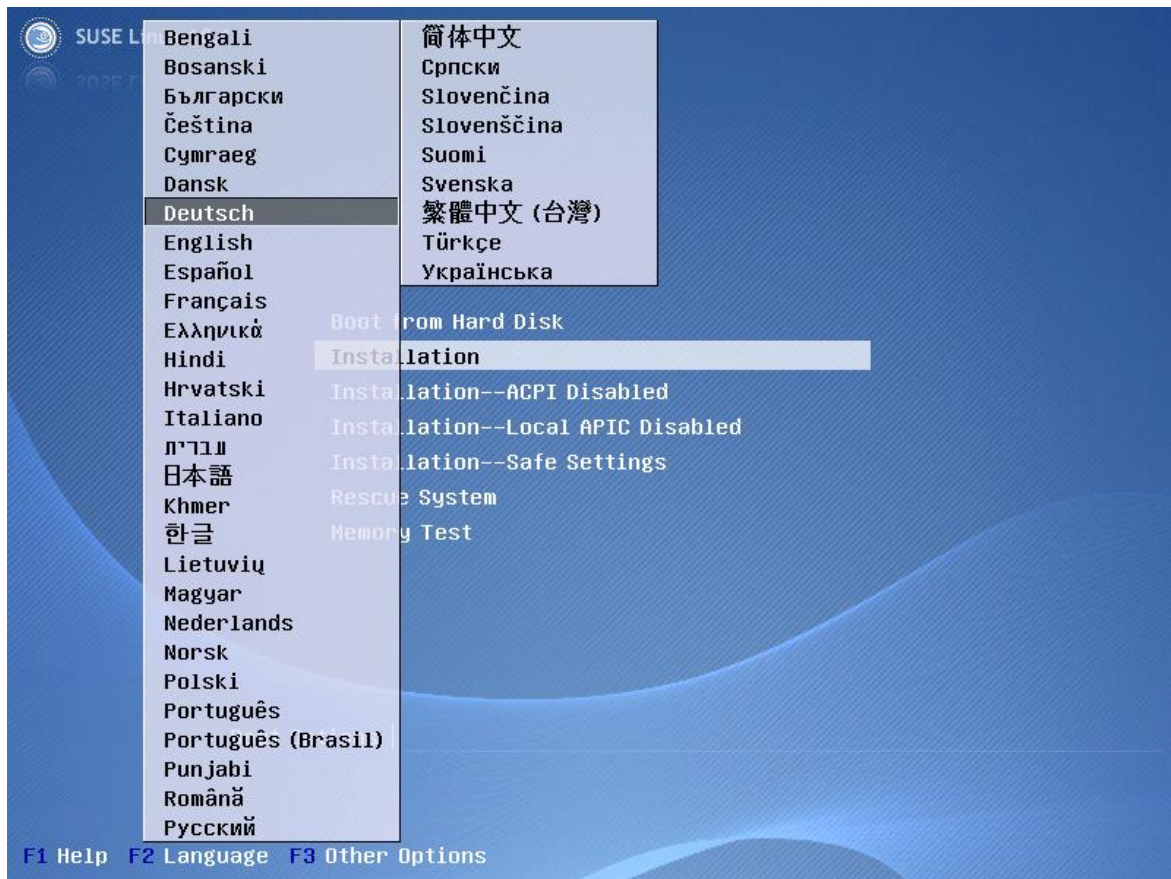 SUSE L
Bengali
Bosanski
Български
Čeština
Cymraeg
Dansk
Deutsch
English
Español
Français
Ελληνικά
Hindi
Hrvatski
Italiano
עברית
日本語
Khmer
한글
Lietuvių
Magyar
Nederlands
Norsk
Polski
Português
Português (Brasil)
Punjabi
Română
Русский
简体中文
Српски
Slovenčina
Slovenščina
Suomi
Svenska
繁體中文 (台灣)
Türkçe
Українська
Boot from Hard Disk
Installation
Installation--ACPI Disabled
Installation--Local APIC Disabled
Installation--Safe Settings
Rescue System
Memory Test
F1 Help F2 Language F3 Other Options